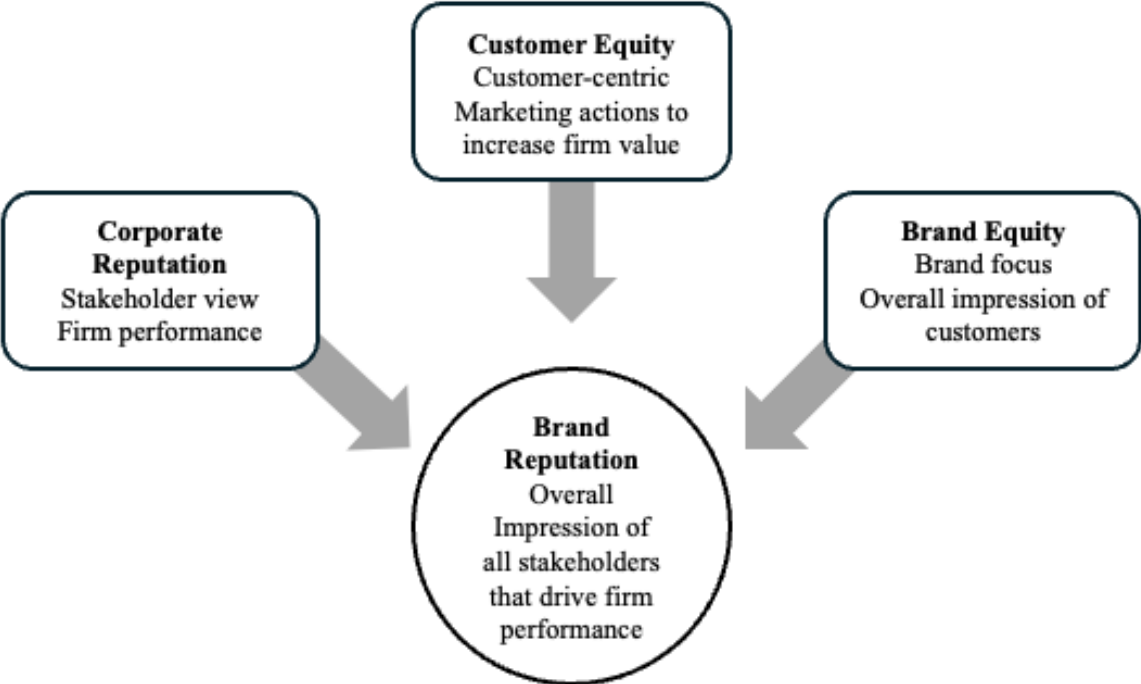 Customer Equity
Customer-centric
Marketing actions to
increase firm value
Corporate
Reputation
Stakeholder view
Firm performance
Brand Equity
Brand focus
Overall impression of
customers
Brand
Reputation
Overall
Impression of
all stakeholders
that drive firm
performance